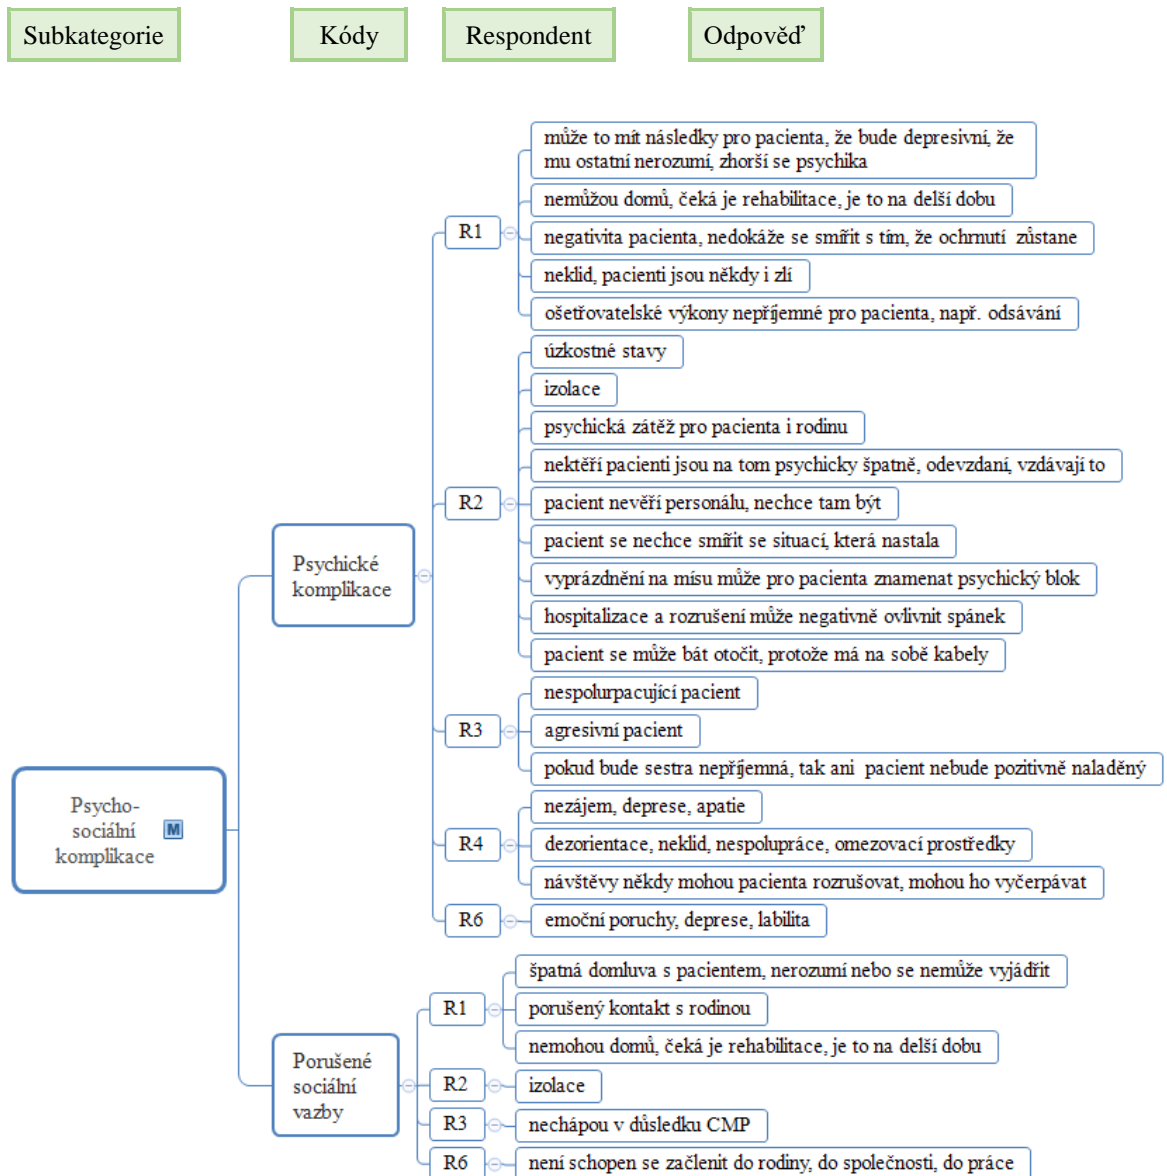 Subkategorie
Kódy
Respondent
Odpověď
může to mít následky pro pacienta, že bude depresivní, že
mu ostatní nerozumí, zhorší se psychika
nemůžou domů, čeká je rehabilitace, je to na delší dobu
R1
negativita pacienta, nedokáže se smířit s tím, že ochrnutí zůstane
neklid, pacienti jsou někdy i zlí
ošetřovatelské výkony nepříjemné pro pacienta, např. odsávání
úzkostné stavy
izolace
psychická zátěž pro pacienta i rodinu
nektěří pacienti jsou na tom psychicky špatně, odevzdaní, vzdávají to
R2
pacient nevěří personálu, nechce tam být
pacient se nechce smířit se situací, která nastala
Psychické
komplikace
vyprázdnění na mísu může pro pacienta znamenat psychický blok
hospitalizace a rozrušení může negativně ovlivnit spánek
pacient se může bát otočit, protože má na sobě kabely
nespolurpacující pacient
R3
agresivní pacient
pokud bude sestra nepříjemná, tak ani pacient nebude pozitivně naladěný
Psycho-
sociální
komplikace
M
nezájem, deprese, apatie
R4
dezorientace, neklid, nespolupráce, omezovací prostředky
návštěvy někdy mohou pacienta rozrušovat, mohou ho vyčerpávat
R6
emoční poruchy, deprese, labilita
špatná domluva s pacientem, nerozumí nebo se nemůže vyjádřit
R1
porušený kontakt s rodinou
nemohou domů, čeká je rehabilitace, je to na delší dobu
Porušené
sociální
vazby
R2
izolace
R3
nechápou v důsledku CMP
R6
není schopen se začlenit do rodiny, do společnosti, do práce